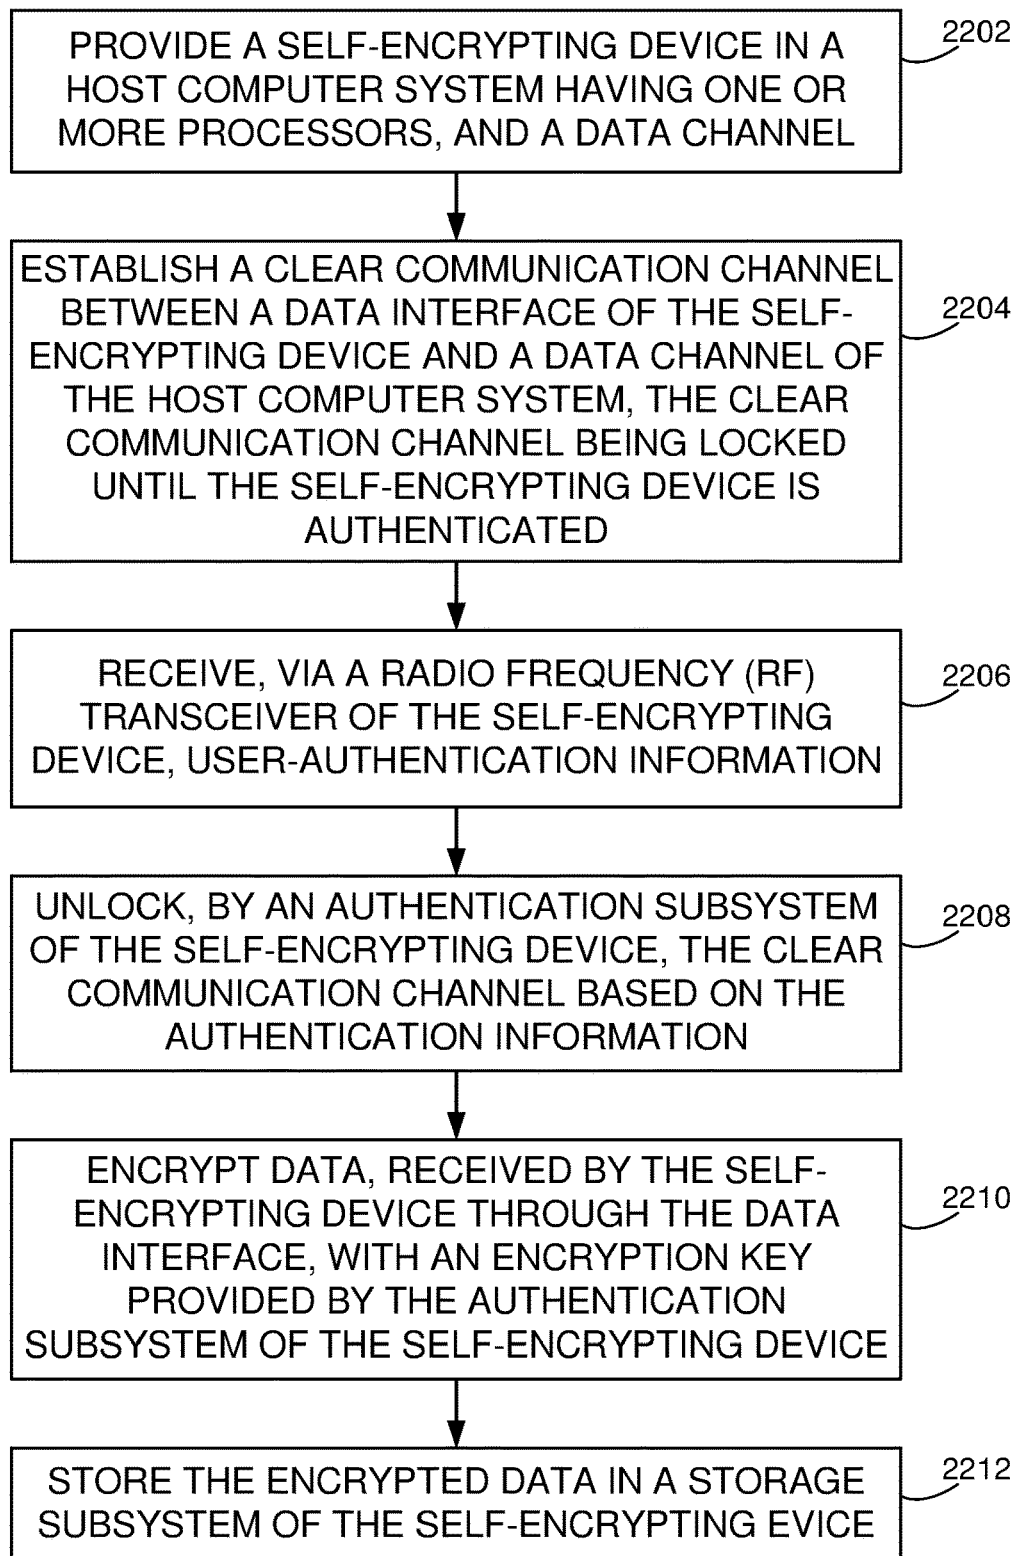 PROVIDE A SELF-ENCRYPTING DEVICE IN A
HOST COMPUTER SYSTEM HAVING ONE OR
MORE PROCESSORS, AND A DATA CHANNEL
2202
ESTABLISH A CLEAR COMMUNICATION CHANNEL
BETWEEN A DATA INTERFACE OF THE SELF-
ENCRYPTING DEVICE AND A DATA CHANNEL OF
THE HOST COMPUTER SYSTEM, THE CLEAR
COMMUNICATION CHANNEL BEING LOCKED
UNTIL THE SELF-ENCRYPTING DEVICE IS
AUTHENTICATED
2204
RECEIVE, VIA A RADIO FREQUENCY (RF)
TRANSCEIVER OF THE SELF-ENCRYPTING
DEVICE, USER-AUTHENTICATION INFORMATION
2206
UNLOCK, BY AN AUTHENTICATION SUBSYSTEM
OF THE SELF-ENCRYPTING DEVICE, THE CLEAR
COMMUNICATION CHANNEL BASED ON THE
AUTHENTICATION INFORMATION
2208
ENCRYPT DATA, RECEIVED BY THE SELF-
ENCRYPTING DEVICE THROUGH THE DATA
INTERFACE, WITH AN ENCRYPTION KEY
PROVIDED BY THE AUTHENTICATION
SUBSYSTEM OF THE SELF-ENCRYPTING DEVICE
2210
STORE THE ENCRYPTED DATA IN A STORAGE
SUBSYSTEM OF THE SELF-ENCRYPTING EVICE
2212